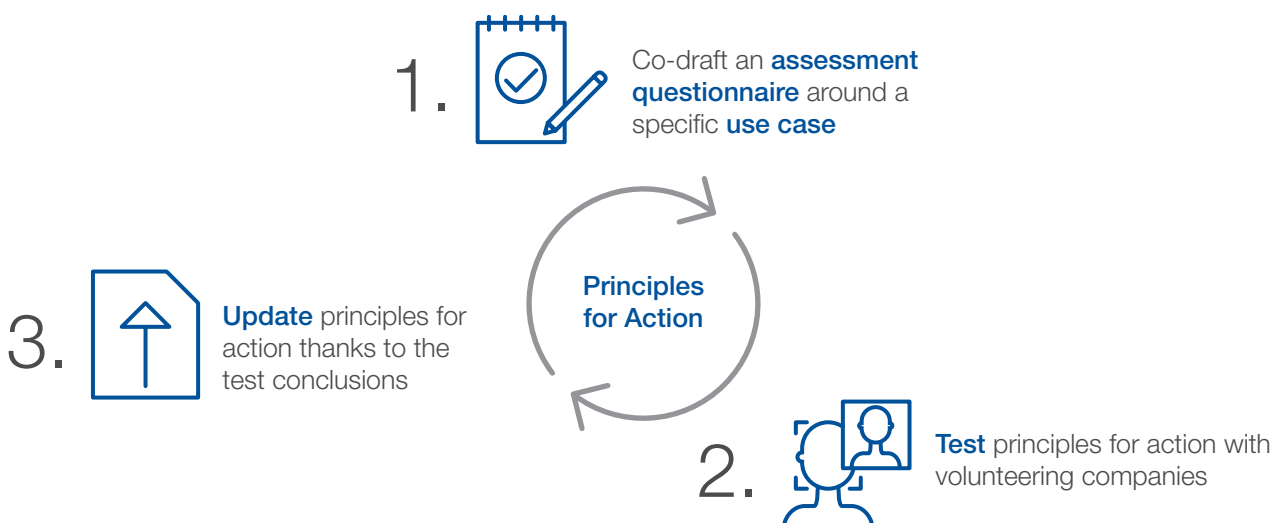 1.
Co-draft an assessment
questionnaire around a
specific use case
Principles
for Action
3.
Update principles for
action thanks to the
test conclusions
2.
Test principles for action with
volunteering companies